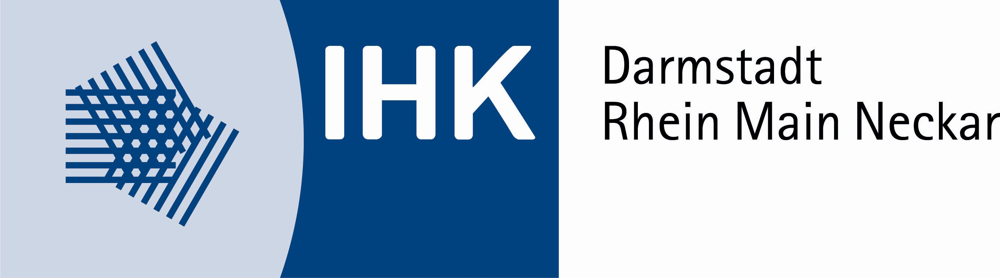 IHK
Darmstadt
Rhein Main Neckar